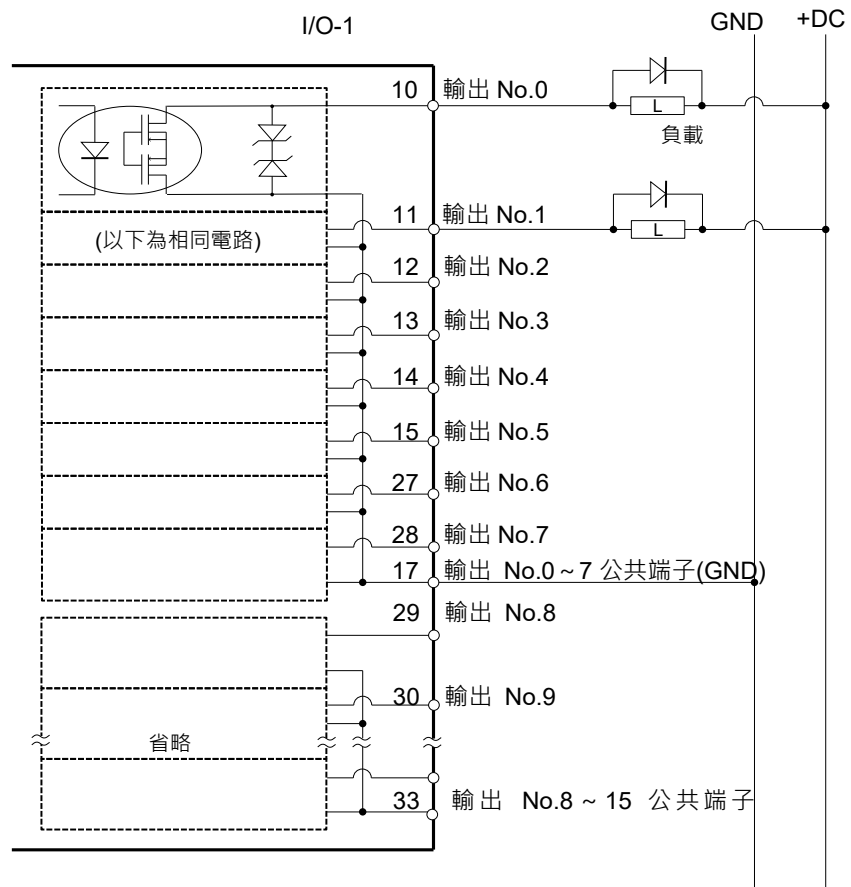 I/O-1
GND +DC
10 輸出 No.0
L
負載
11 輸出 No.1
L
(以下為相同電路)
12 輸出 No.2
13 輸出 No.3
14 輸出 No.4
15 輸出 No.5
27 輸出 No.6
28 輸出 No.7
17 輸出 No.0~7 公共端子(GND)
29 輸出 No.8
30 輸出 No.9
省略
33 輸出 No.8 ~ 15 公共端子